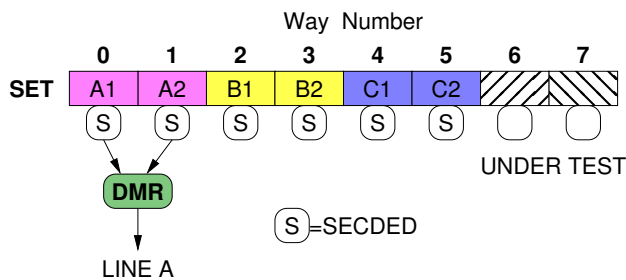 Way Number
0 1 2 3 4 5 6 7
SET A1 A2 B1 B2 C1 C2
S S S S S S
UNDER TEST
DMR
S =SECDED
LINE A